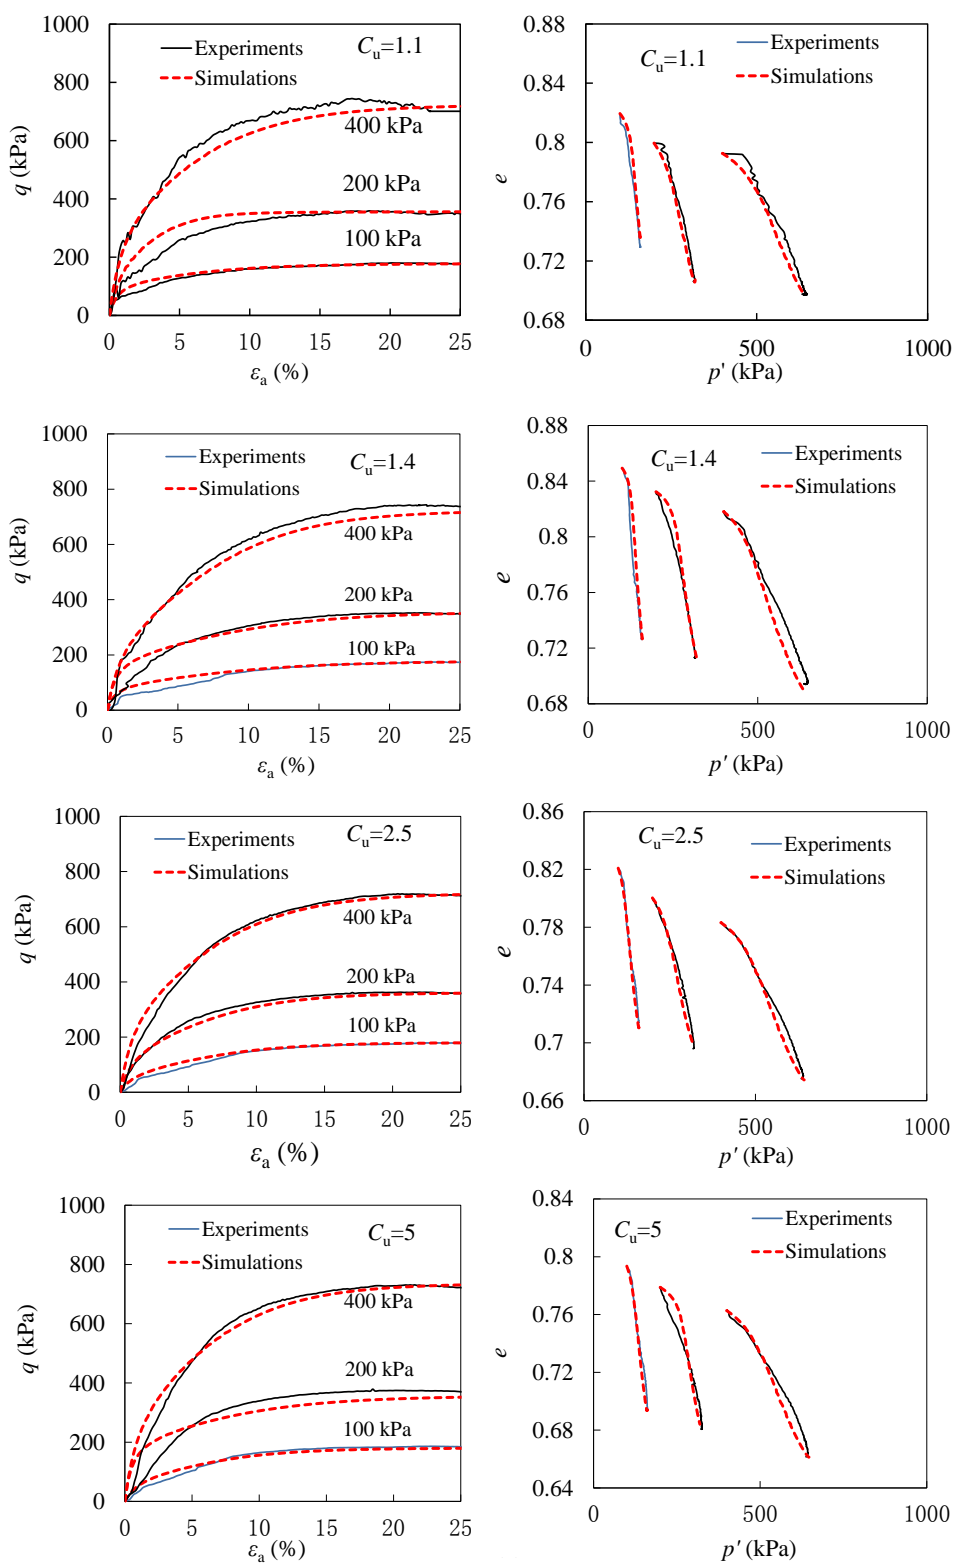 1000
800
600
400
200
0
q (kPa)
Experiments
Simulations
Cu=1.1
400 kPa
200 kPa
100 kPa
0 5 10 15 20 25
εa (%)
0.88
0.84
0.8
0.76
0.72
0.68
e
Experiments
Simulations
Cu=1.1
0 500 1000
p' (kPa)
1000
800
600
400
200
0
q (kPa)
Experiments
Simulations
Cu=1.4
400 kPa
200 kPa
100 kPa
0 5 10 15 20 25
εa (%)
0.88
0.84
0.8
0.76
0.72
0.68
e
Cu=1.4
Experiments
Simulations
0 500 1000
p' (kPa)
1000
800
600
400
200
0
q (kPa)
Experiments
Simulations
Cu=2.5
400 kPa
200 kPa
100 kPa
0 5 10 15 20 25
εa (%)
0.86
0.82
0.78
0.74
0.7
0.66
e
Cu=2.5
Experiments
Simulations
0 500 1000
p' (kPa)
1000
800
600
400
200
0
q (kPa)
Experiments
Simulations
Cu=5
400 kPa
200 kPa
100 kPa
0 5 10 15 20 25
εa (%)
0.84
0.8
0.76
0.72
0.68
0.64
e
Cu=5
Experiments
Simulations
0 500 1000
p' (kPa)